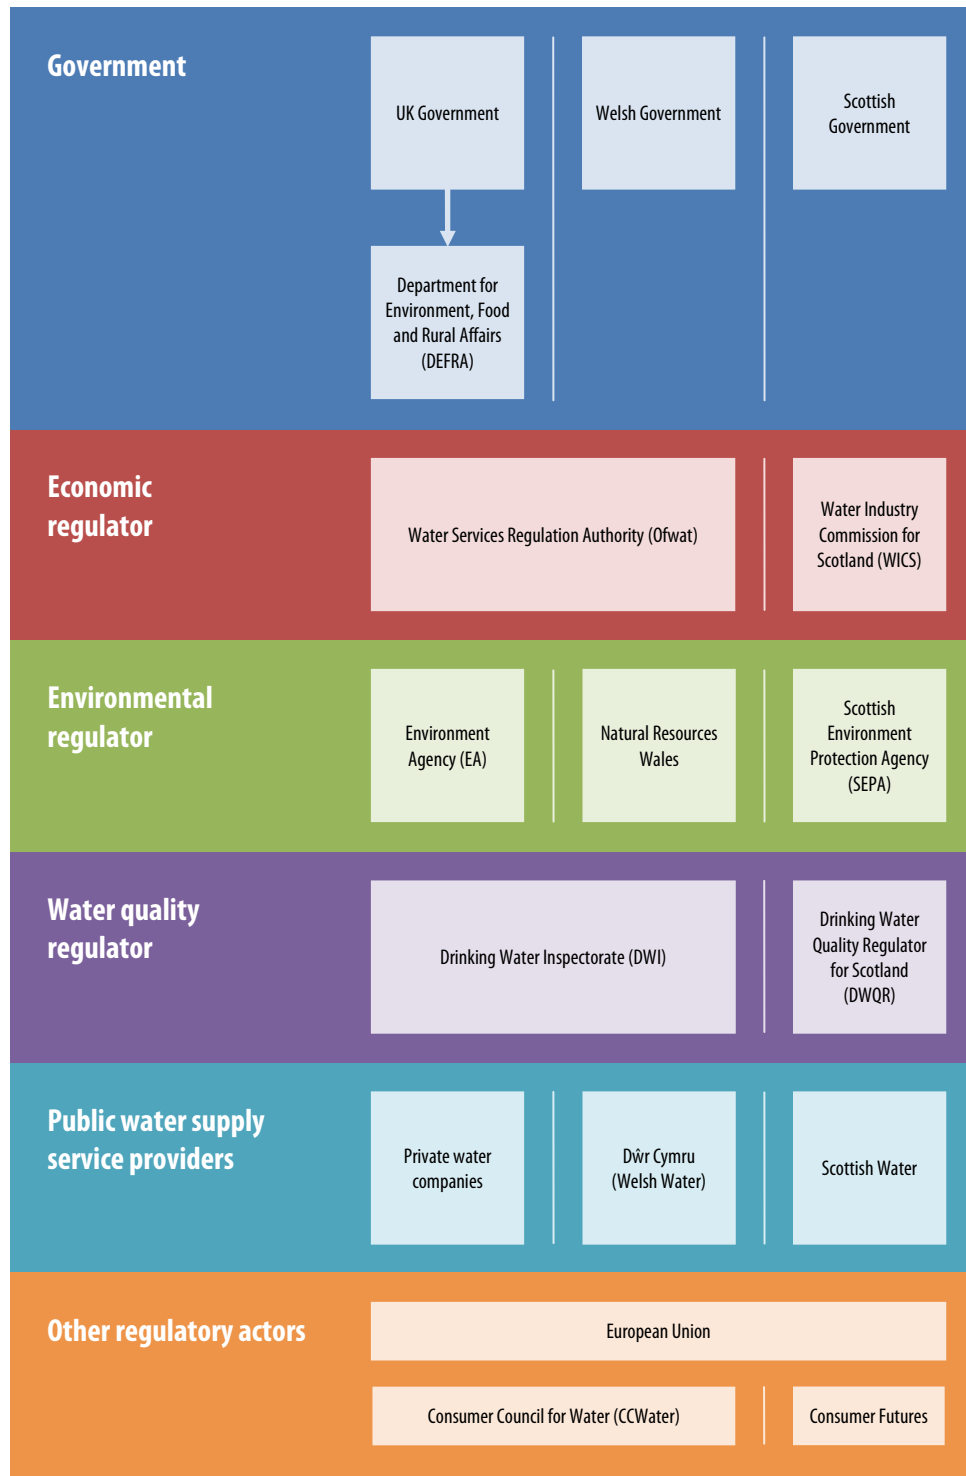 Government
UK Government
Welsh Government
Scottish
Government
Department for
Environment, Food
and Rural Affairs
(DEFRA)
Economic
regulator
Water Services Regulation Authority (Ofwat)
Water Industry
Commission for
Scotland (WICS)
Environmental
regulator
Environment
Agency (EA)
Natural Resources
Wales
Scottish
Environment
Protection Agency
(SEPA)
Water quality
regulator
Drinking Water Inspectorate (DWI)
Drinking Water
Quality Regulator
for Scotland
(DWQR)
Public water supply
service providers
Private water
companies
Dŵr Cymru
(Welsh Water)
Scottish Water
Other regulatory actors
European Union
Consumer Council for Water (CCWater)
Consumer Futures